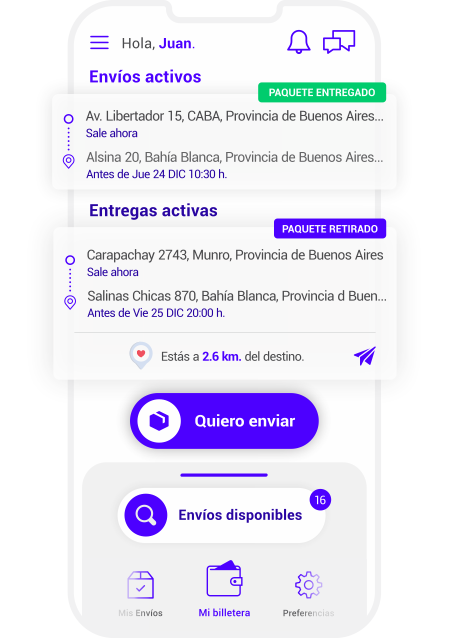 Hola, Juan.
Envíos activos
PAQUETE ENTREGADO
Av. Libertador 15, CABA, Provincia de Buenos Aires...
Sale ahora
Alsina 20, Bahía Blanca, Provincia de Buenos Aires...
Antes de Jue 24 DIC 10:30 h.
Entregas activas
PAQUETE RETIRADO
Carapachay 2743, Munro, Provincia de Buenos Aires
Sale ahora
Salinas Chicas 870, Bahía Blanca, Provincia d Buen...
Antes de Vie 25 DIC 20:00 h.
Estás a 2.6 km. del destino.
Quiero enviar
16
Envíos disponibles
Mis Envíos
Mi billetera
Preferencias